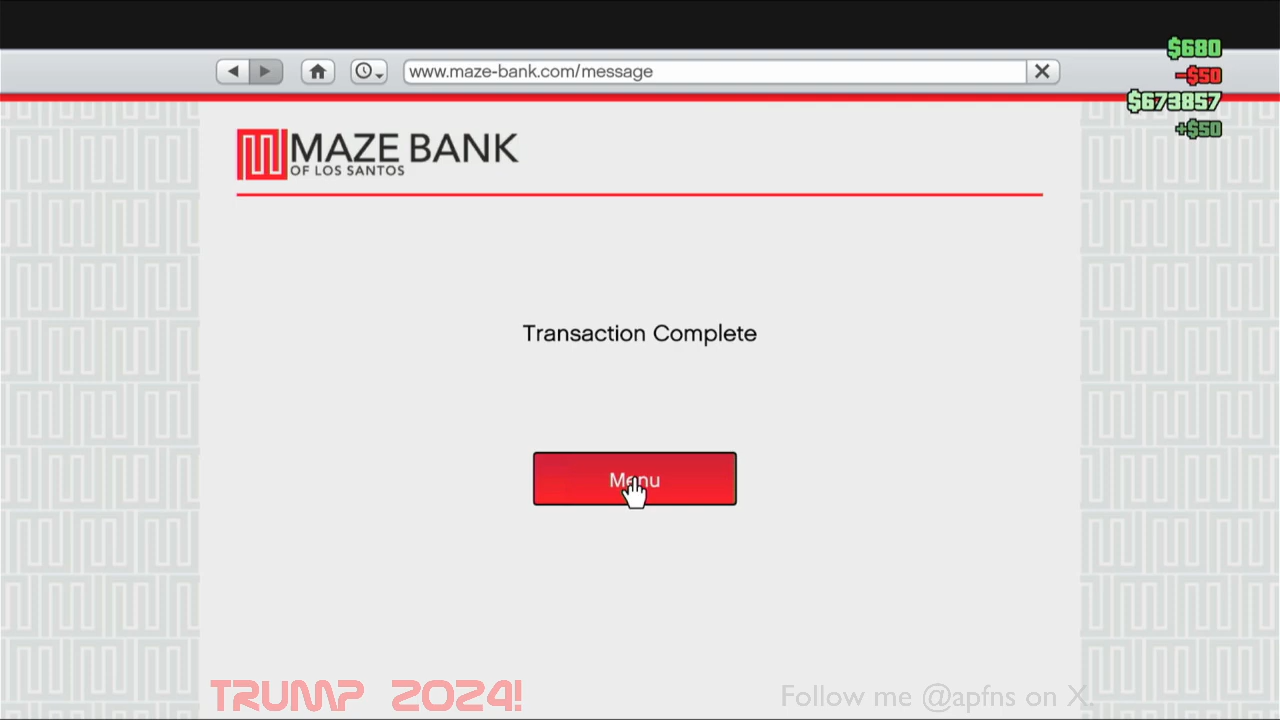 www.maze-bank.com/message
$680
-$50
$673857
+$50
MAZE BANK
OF LOS SANTOS
Transaction Complete
Menu
TRUMP 2024!
Follow me @apfns on X.